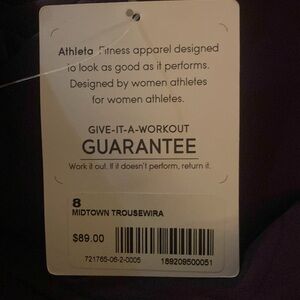 Athleta Fitness apparel designed
to look as good as it performs.
Designed by women athletes
for women athletes.
GIVE-IT-A-WORKOUT
GUARANTEE
Work it out. If it doesn't perform, return it.
8
MIDTOWN TROUSEWIRA
$89.00
721765-06-2-0005
189209500051